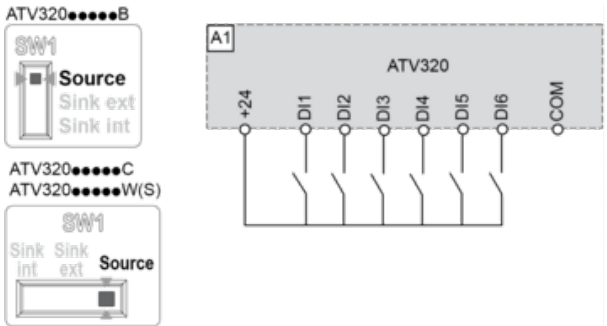 ATV320●●●●●B
SW1
Source
Sink ext
Sink int
ATV320●●●●●C
ATV320●●●●●W(S)
SW1
Sink int
Sink ext
Source
A1
ATV320
+24
DI1
DI2
DI3
DI4
DI5
DI6
COM